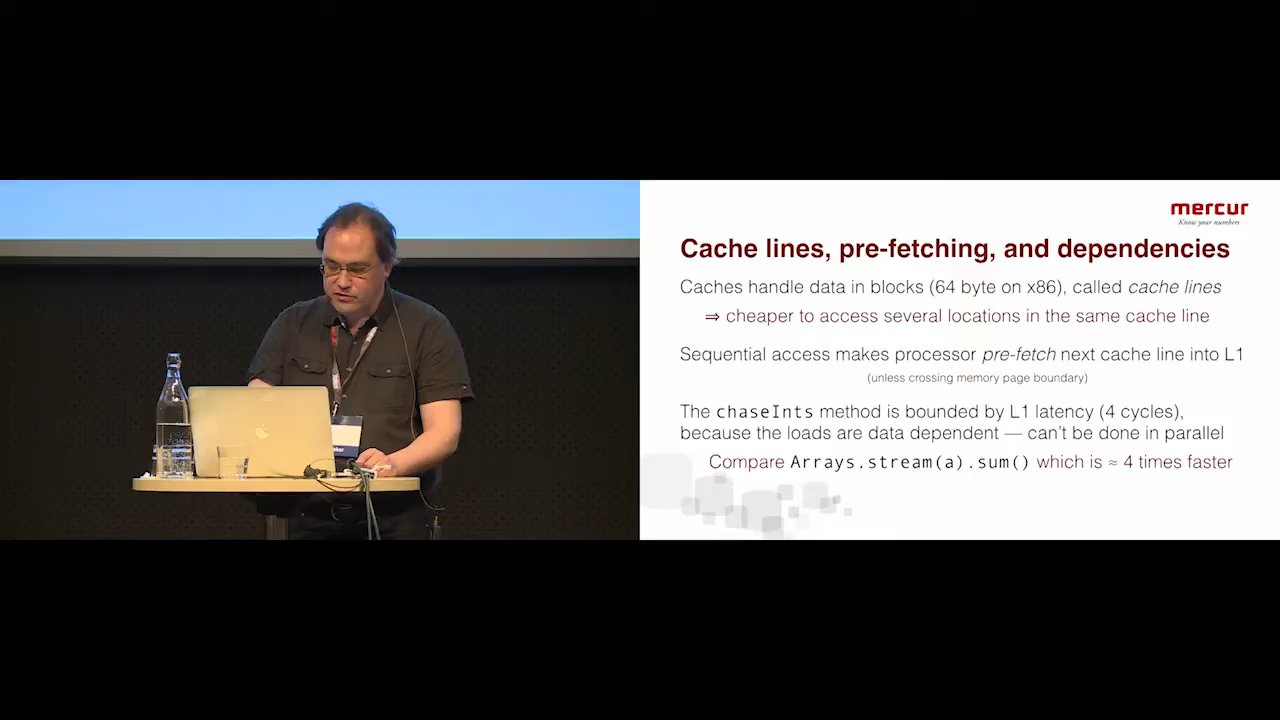 mercur
Know your numbers
Cache lines, pre-fetching, and dependencies
Caches handle data in blocks (64 byte on x86), called cache lines
⇒ cheaper to access several locations in the same cache line
Sequential access makes processor pre-fetch next cache line into L1
(unless crossing memory page boundary)
The chaseInts method is bounded by L1 latency (4 cycles),
because the loads are data dependent — can't be done in parallel
Compare Arrays.stream(a).sum() which is ≈ 4 times faster